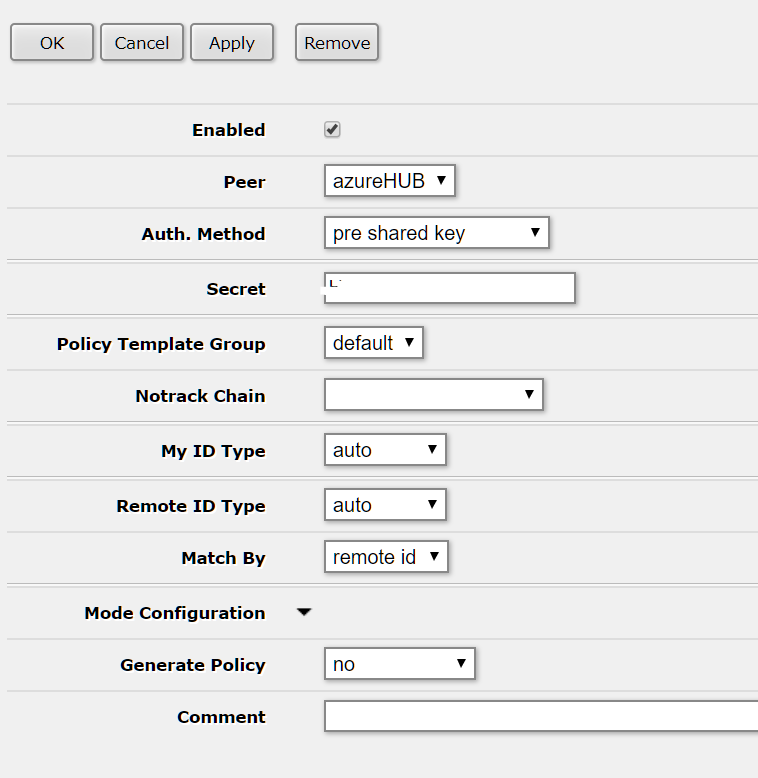 OK Cancel Apply Remove
Enabled
Peer azureHUB
Auth. Method pre shared key
Secret
Policy Template Group default
Notrack Chain
My ID Type auto
Remote ID Type auto
Match By remote id
Mode Configuration
Generate Policy no
Comment